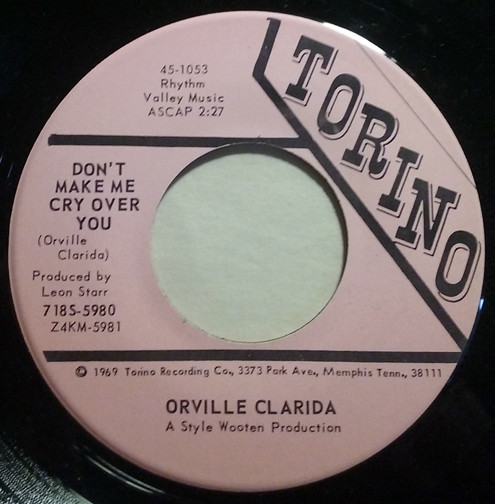 TORINO
45-1053
Rhythm
Valley Music
ASCAP 2:27
DON'T
MAKE ME
CRY OVER
YOU
(Orville
Clarida)
Produced by
Leon Starr
718S-5980
Z4KM-5981
© 1969 Torino Recording Co., 3373 Park Ave., Memphis Tenn., 38111
ORVILLE CLARIDA
A Style Wooten Production